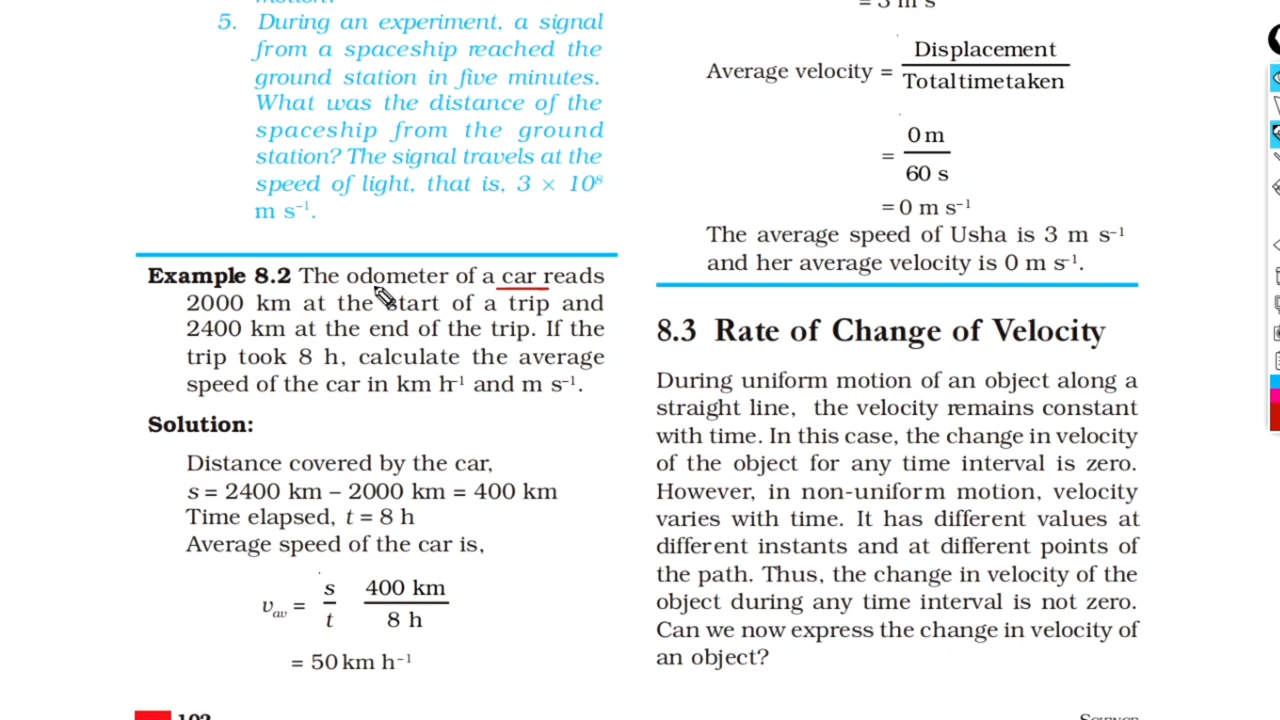 5. During an experiment, a signal
from a spaceship reached the
ground station in five minutes.
What was the distance of the
spaceship from the ground
station? The signal travels at the
speed of light, that is, 3 × 10⁸
m s⁻¹.
Example 8.2 The odometer of a car reads
2000 km at the start of a trip and
2400 km at the end of the trip. If the
trip took 8 h, calculate the average
speed of the car in km h⁻¹ and m s⁻¹.
Solution:
Distance covered by the car,
s = 2400 km – 2000 km = 400 km
Time elapsed, t = 8 h
Average speed of the car is,
v_av = s/t 400 km/8 h
= 50 km h⁻¹
Average velocity = Displacement/Total time taken
= 0 m/60 s
= 0 m s⁻¹
The average speed of Usha is 3 m s⁻¹
and her average velocity is 0 m s⁻¹.
8.3 Rate of Change of Velocity
During uniform motion of an object along a
straight line, the velocity remains constant
with time. In this case, the change in velocity
of the object for any time interval is zero.
However, in non-uniform motion, velocity
varies with time. It has different values at
different instants and at different points of
the path. Thus, the change in velocity of the
object during any time interval is not zero.
Can we now express the change in velocity of
an object?